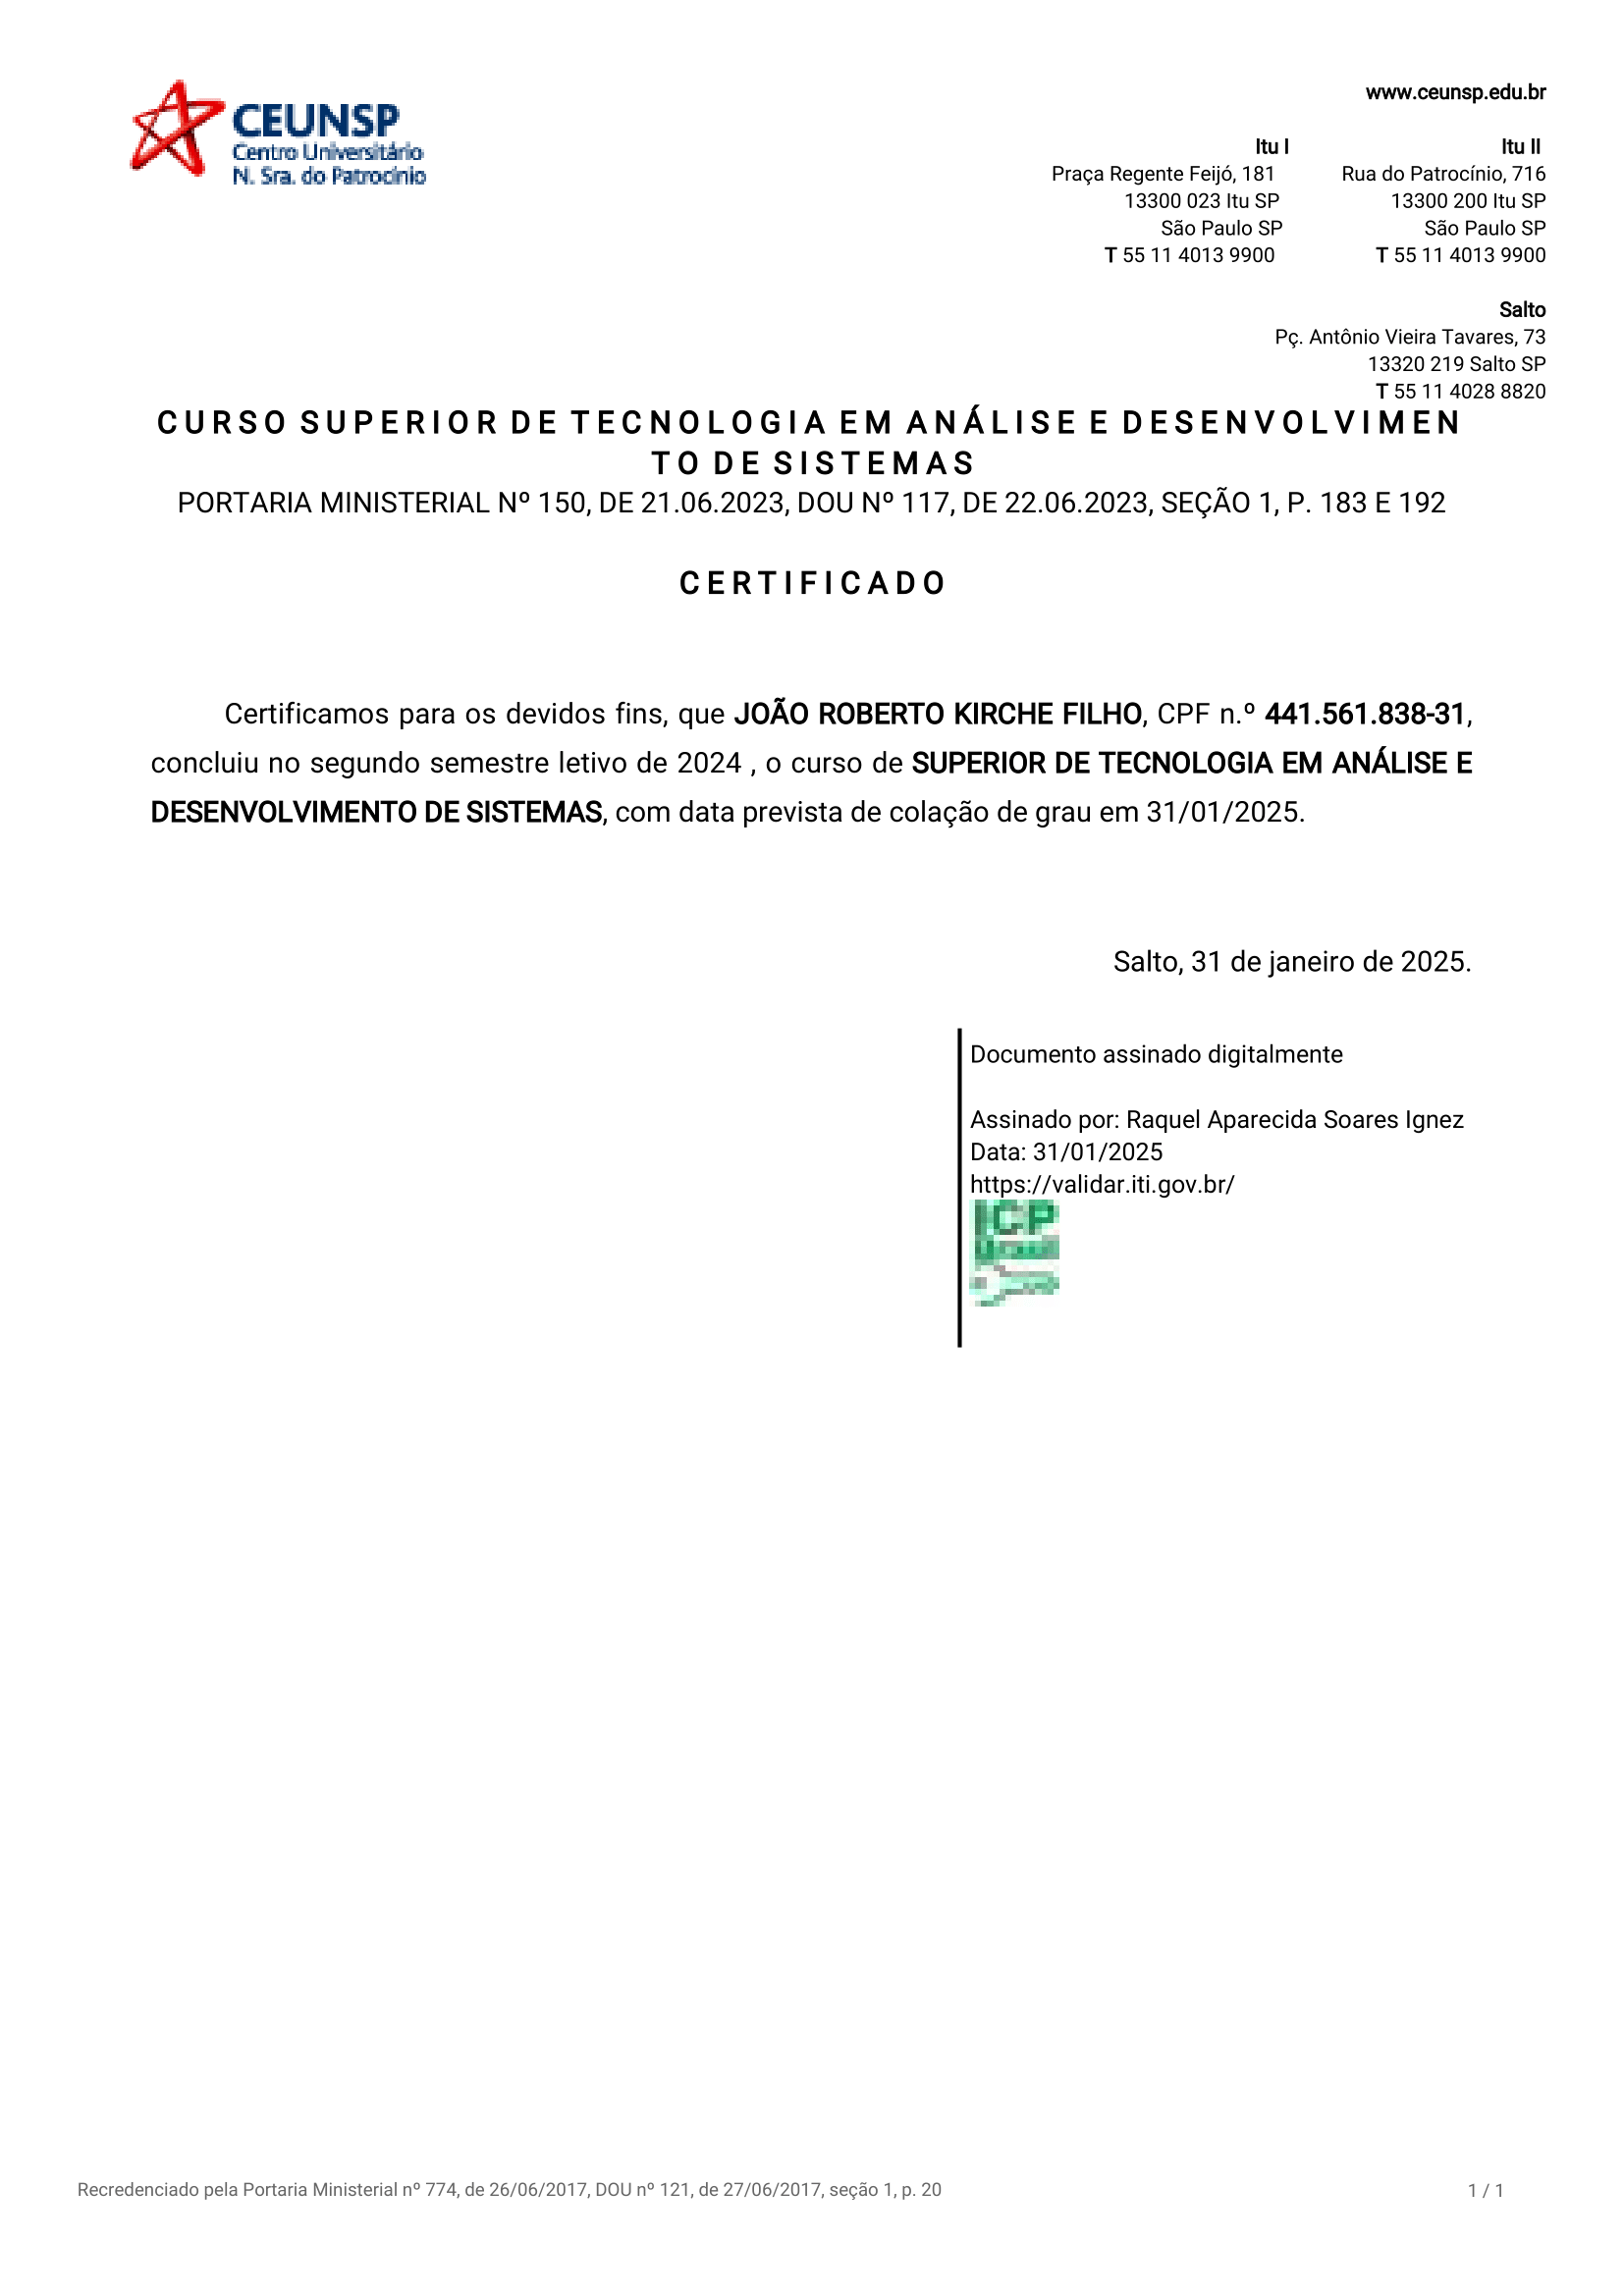 CEUNSP
Centro Universitário
N. Sra. do Patrocínio
www.ceunsp.edu.br
Itu I
Praça Regente Feijó, 181
13300 023 Itu SP
São Paulo SP
T 55 11 4013 9900
Itu II
Rua do Patrocínio, 716
13300 200 Itu SP
São Paulo SP
T 55 11 4013 9900
Salto
Pç. Antônio Vieira Tavares, 73
13320 219 Salto SP
T 55 11 4028 8820
CURSO SUPERIOR DE TECNOLOGIA EM ANÁLISE E DESENVOLVIMEN
TO DE SISTEMAS
PORTARIA MINISTERIAL Nº 150, DE 21.06.2023, DOU Nº 117, DE 22.06.2023, SEÇÃO 1, P. 183 E 192
CERTIFICADO
Certificamos para os devidos fins, que JOÃO ROBERTO KIRCHE FILHO, CPF n.º 441.561.838-31,
concluiu no segundo semestre letivo de 2024 , o curso de SUPERIOR DE TECNOLOGIA EM ANÁLISE E
DESENVOLVIMENTO DE SISTEMAS, com data prevista de colação de grau em 31/01/2025.
Salto, 31 de janeiro de 2025.
Documento assinado digitalmente
Assinado por: Raquel Aparecida Soares Ignez
Data: 31/01/2025
https://validar.iti.gov.br/
ICP
Recredenciado pela Portaria Ministerial nº 774, de 26/06/2017, DOU nº 121, de 27/06/2017, seção 1, p. 20
1 / 1